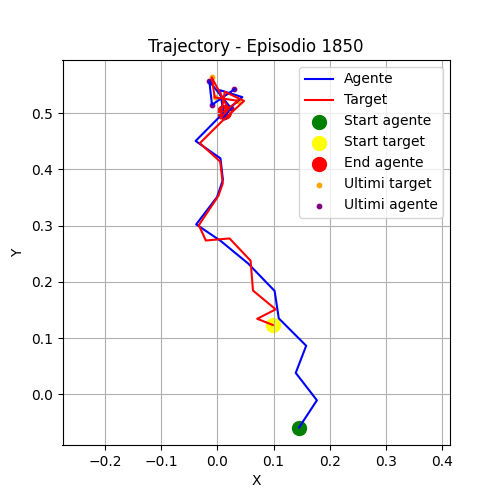 Trajectory - Episodio 1850
Agente
Target
Start agente
Start target
End agente
Ultimi target
Ultimi agente
Y
0.5
0.4
0.3
0.2
0.1
0.0
−0.2 −0.1 0.0 0.1 0.2 0.3 0.4
X